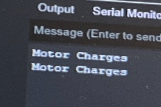 Output Serial Monito
Message (Enter to send
Motor Charges
Motor Charges